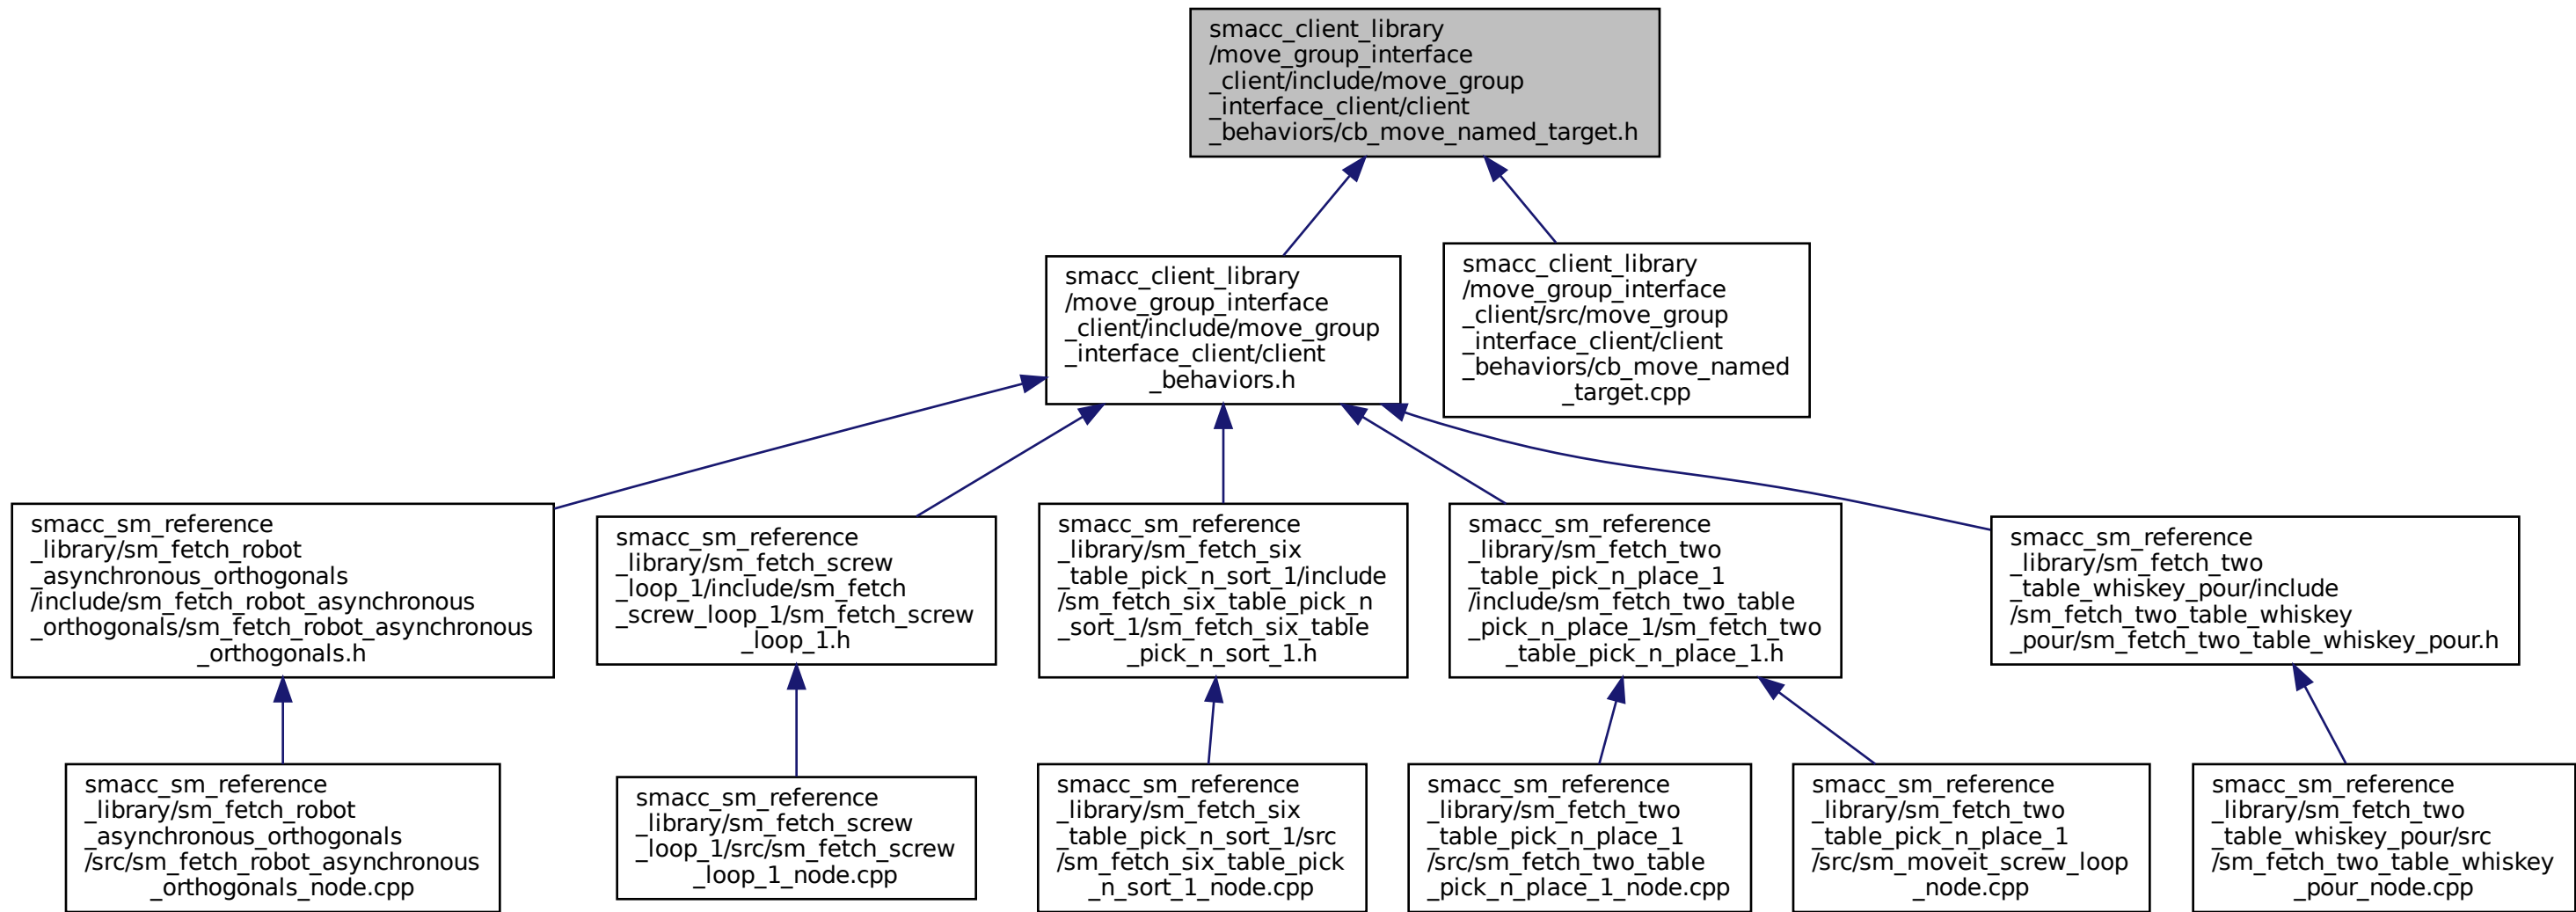 smacc_client_library
/move_group_interface
_client/include/move_group
_interface_client/client
_behaviors/cb_move_named_target.h
smacc_client_library
/move_group_interface
_client/include/move_group
_interface_client/client
_behaviors.h
smacc_client_library
/move_group_interface
_client/src/move_group
_interface_client/client
_behaviors/cb_move_named
_target.cpp
smacc_sm_reference
_library/sm_fetch_robot
_asynchronous_orthogonals
/include/sm_fetch_robot_asynchronous
_orthogonals/sm_fetch_robot_asynchronous
_orthogonals.h
smacc_sm_reference
_library/sm_fetch_screw
_loop_1/include/sm_fetch
_screw_loop_1/sm_fetch_screw
_loop_1.h
smacc_sm_reference
_library/sm_fetch_six
_table_pick_n_sort_1/include
/sm_fetch_six_table_pick_n
_sort_1/sm_fetch_six_table
_pick_n_sort_1.h
smacc_sm_reference
_library/sm_fetch_two
_table_pick_n_place_1
/include/sm_fetch_two_table
_pick_n_place_1/sm_fetch_two
_table_pick_n_place_1.h
smacc_sm_reference
_library/sm_fetch_two
_table_whiskey_pour/include
/sm_fetch_two_table_whiskey
_pour/sm_fetch_two_table_whiskey_pour.h
smacc_sm_reference
_library/sm_fetch_robot
_asynchronous_orthogonals
/src/sm_fetch_robot_asynchronous
_orthogonals_node.cpp
smacc_sm_reference
_library/sm_fetch_screw
_loop_1/src/sm_fetch_screw
_loop_1_node.cpp
smacc_sm_reference
_library/sm_fetch_six
_table_pick_n_sort_1/src
/sm_fetch_six_table_pick
_n_sort_1_node.cpp
smacc_sm_reference
_library/sm_fetch_two
_table_pick_n_place_1
/src/sm_fetch_two_table
_pick_n_place_1_node.cpp
smacc_sm_reference
_library/sm_fetch_two
_table_pick_n_place_1
/src/sm_moveit_screw_loop
_node.cpp
smacc_sm_reference
_library/sm_fetch_two
_table_whiskey_pour/src
/sm_fetch_two_table_whiskey
_pour_node.cpp